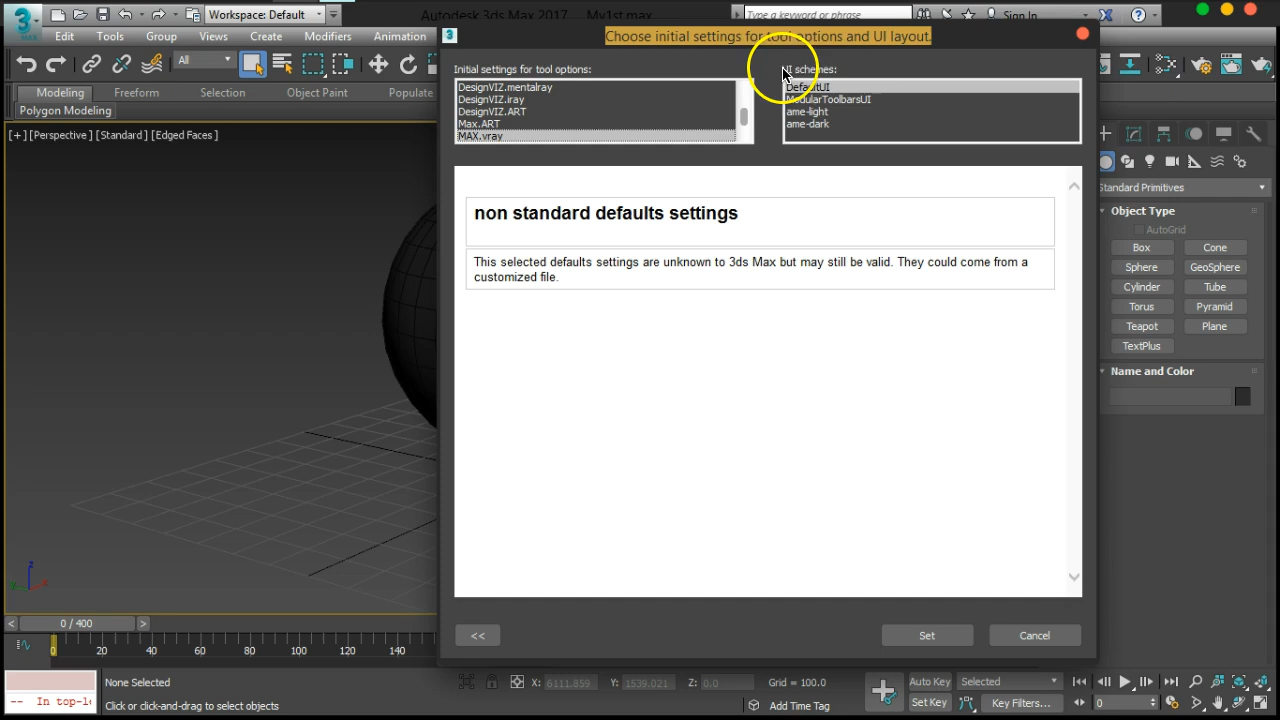 Workspace: Default
Autodesk 3ds Max 2017 My1st.max
Type a keyword or phrase
Sign In
3
MAX
Edit Tools Group Views Create Modifiers Animation
3
Choose initial settings for tool options and UI layout.
All
Initial settings for tool options:
UI schemes:
DesignVIZ.mentalray
DesignVIZ.iray
DesignVIZ.ART
Max.ART
MAX.vray
DefaultUI
ModularToolbarsUI
ame-light
ame-dark
Modeling Freeform Selection Object Paint Populate
Polygon Modeling
[+] [Perspective ] [Standard ] [Edged Faces ]
non standard defaults settings
This selected defaults settings are unknown to 3ds Max but may still be valid. They could come from a
customized file.
Standard Primitives
Object Type
AutoGrid
Box Cone
Sphere GeoSphere
Cylinder Tube
Torus Pyramid
Teapot Plane
TextPlus
Name and Color
z
x
y
<< Set Cancel
< 0 / 400 >
0 20 40 60 80 100 120 140
None Selected
X: 6111.859 Y: 1539.021 Z: 0.0 Grid = 100.0
Auto Key Selected
-- In top-le
Click or click-and-drag to select objects
Add Time Tag
Set Key Key Filters...
0